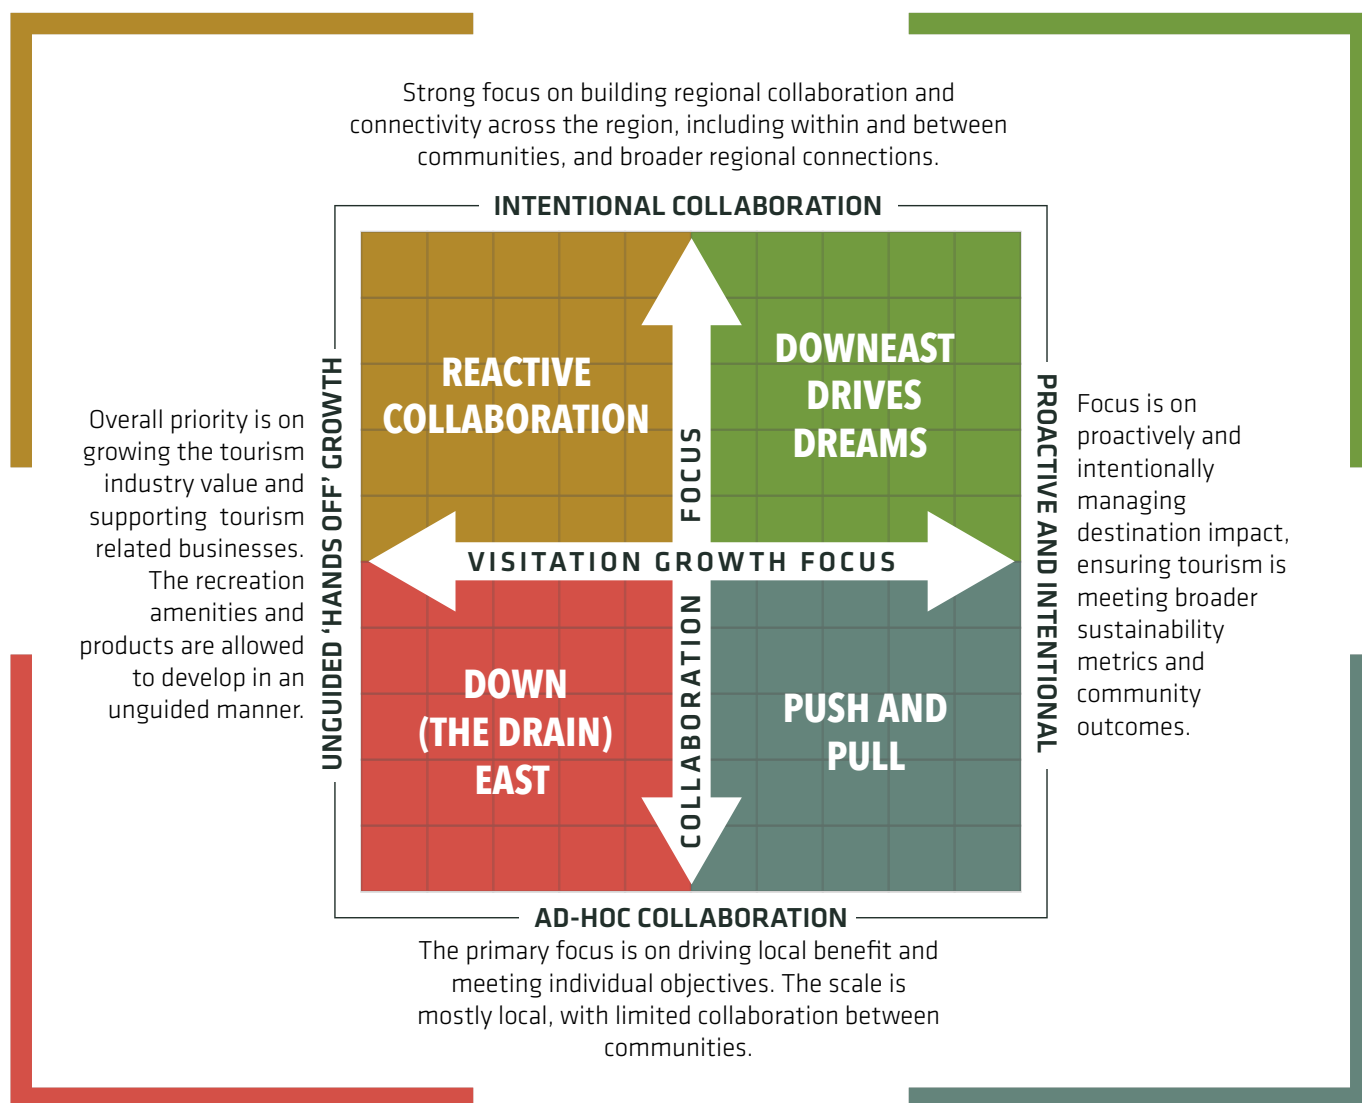 Strong focus on building regional collaboration and
connectivity across the region, including within and between
communities, and broader regional connections.
INTENTIONAL COLLABORATION
REACTIVE
COLLABORATION
DOWNEAST
DRIVES
DREAMS
Overall priority is on
growing the tourism
industry value and
supporting tourism
related businesses.
The recreation
amenities and
products are allowed
to develop in an
unguided manner.
UNGUIDED ‘HANDS OFF’ GROWTH
VISITATION GROWTH FOCUS
COLLABORATION FOCUS
PROACTIVE AND INTENTIONAL
Focus is on
proactively and
intentionally
managing
destination impact,
ensuring tourism is
meeting broader
sustainability
metrics and
community
outcomes.
DOWN
(THE DRAIN)
EAST
PUSH AND
PULL
AD-HOC COLLABORATION
The primary focus is on driving local benefit and
meeting individual objectives. The scale is
mostly local, with limited collaboration between
communities.